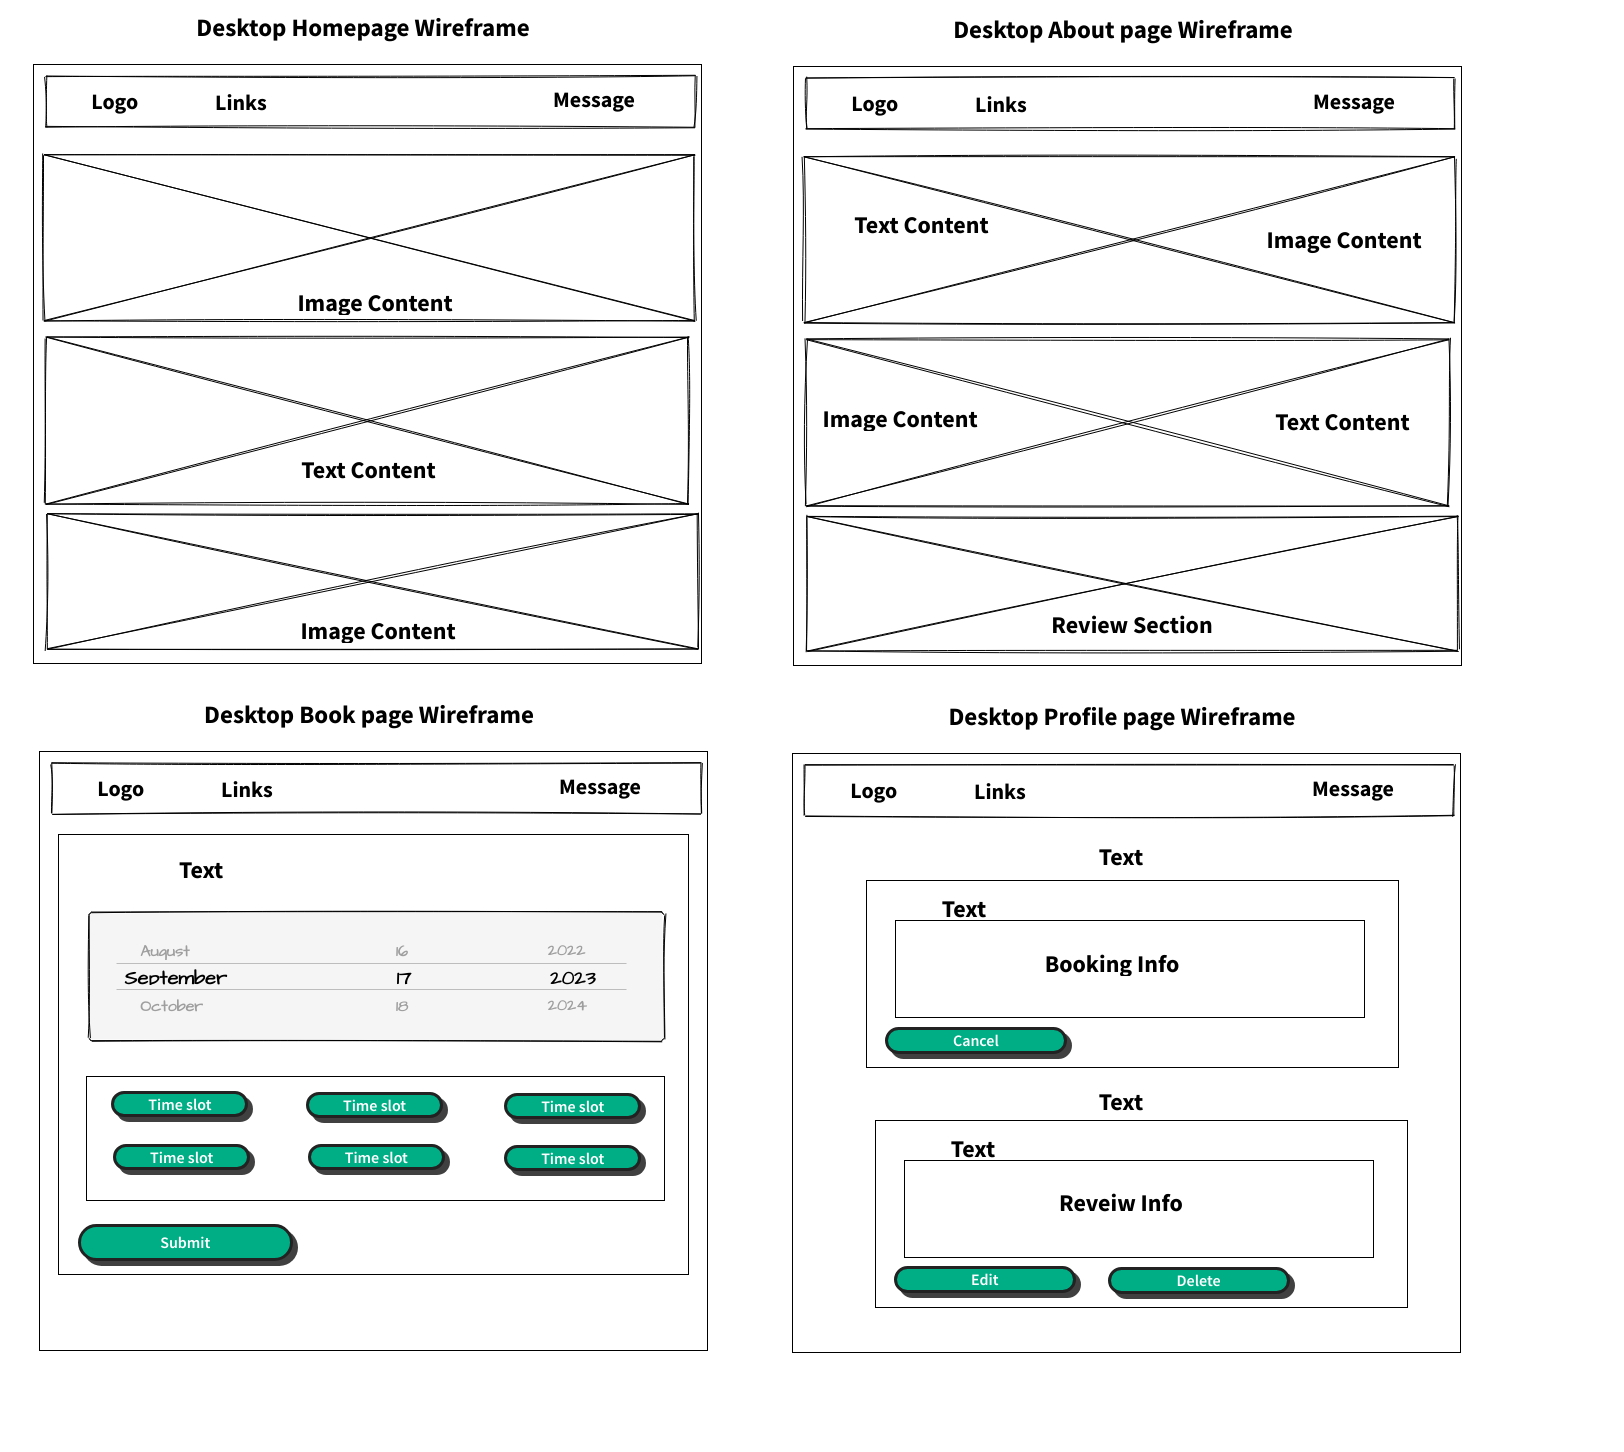 Desktop Homepage Wireframe
Logo Links Message
Image Content
Text Content
Image Content
Desktop About page Wireframe
Logo Links Message
Text Content
Image Content
Image Content
Text Content
Review Section
Desktop Book page Wireframe
Logo Links Message
Text
August 16 2022
September 17 2023
October 18 2024
Time slot Time slot Time slot
Time slot Time slot Time slot
Submit
Desktop Profile page Wireframe
Logo Links Message
Text
Text
Booking Info
Cancel
Text
Text
Reveiw Info
Edit Delete